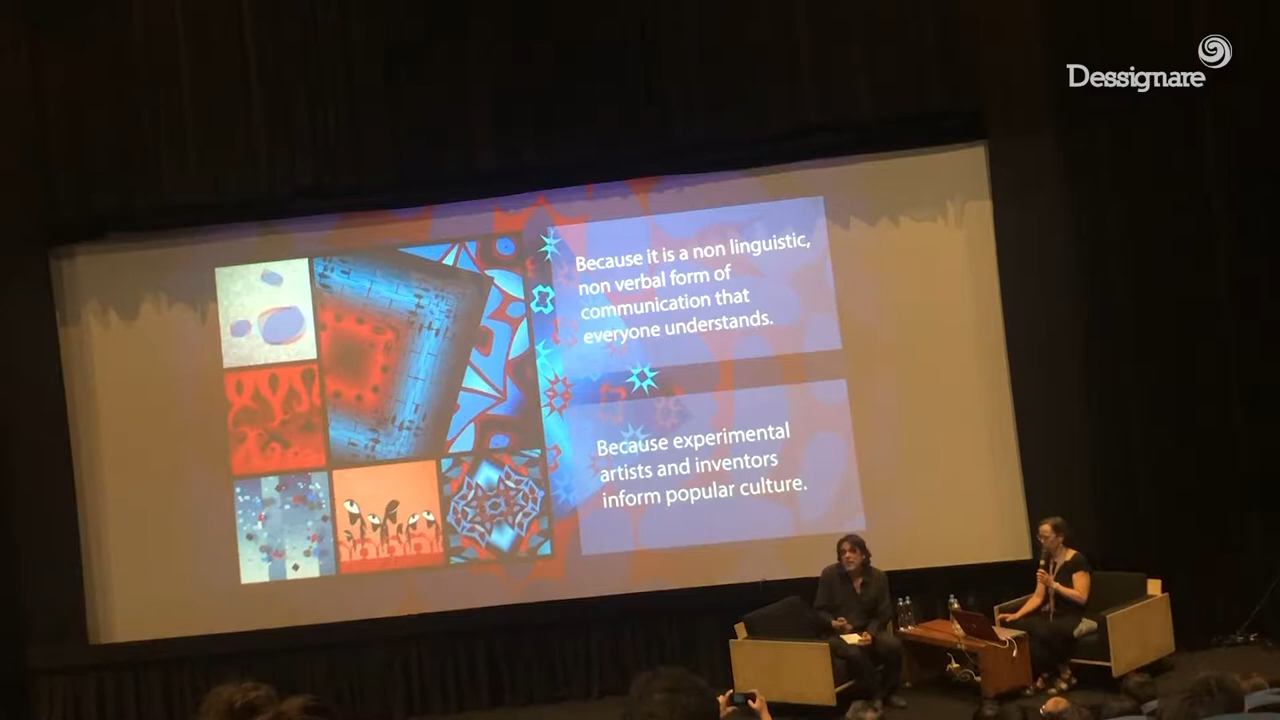 Dessignare
Because it is a non linguistic,
non verbal form of
communication that
everyone understands.
Because experimental
artists and inventors
inform popular culture.